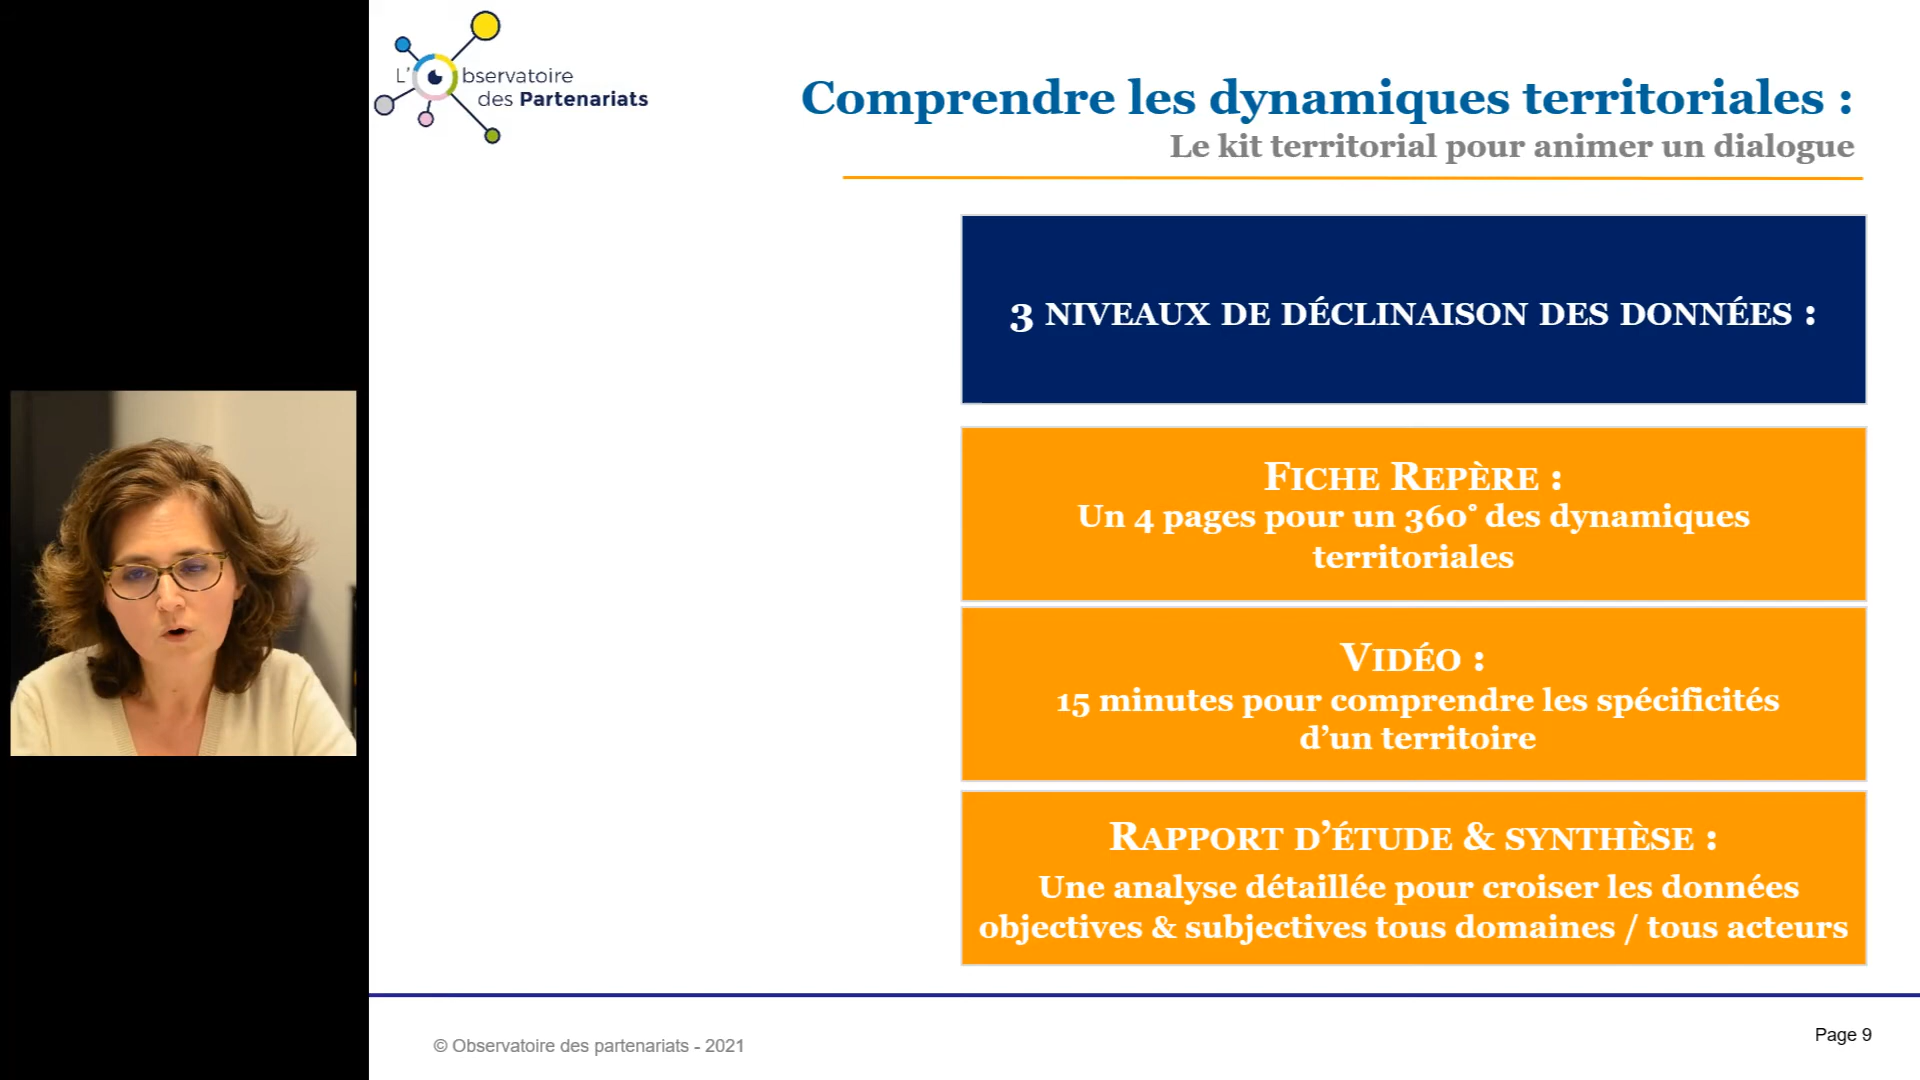 L'Observatoire
des Partenariats
Comprendre les dynamiques territoriales :
Le kit territorial pour animer un dialogue
3 NIVEAUX DE DÉCLINAISON DES DONNÉES :
FICHE REPÈRE :
Un 4 pages pour un 360° des dynamiques
territoriales
VIDÉO :
15 minutes pour comprendre les spécificités
d’un territoire
RAPPORT D’ÉTUDE & SYNTHÈSE :
Une analyse détaillée pour croiser les données
objectives & subjectives tous domaines / tous acteurs
© Observatoire des partenariats - 2021
Page 9